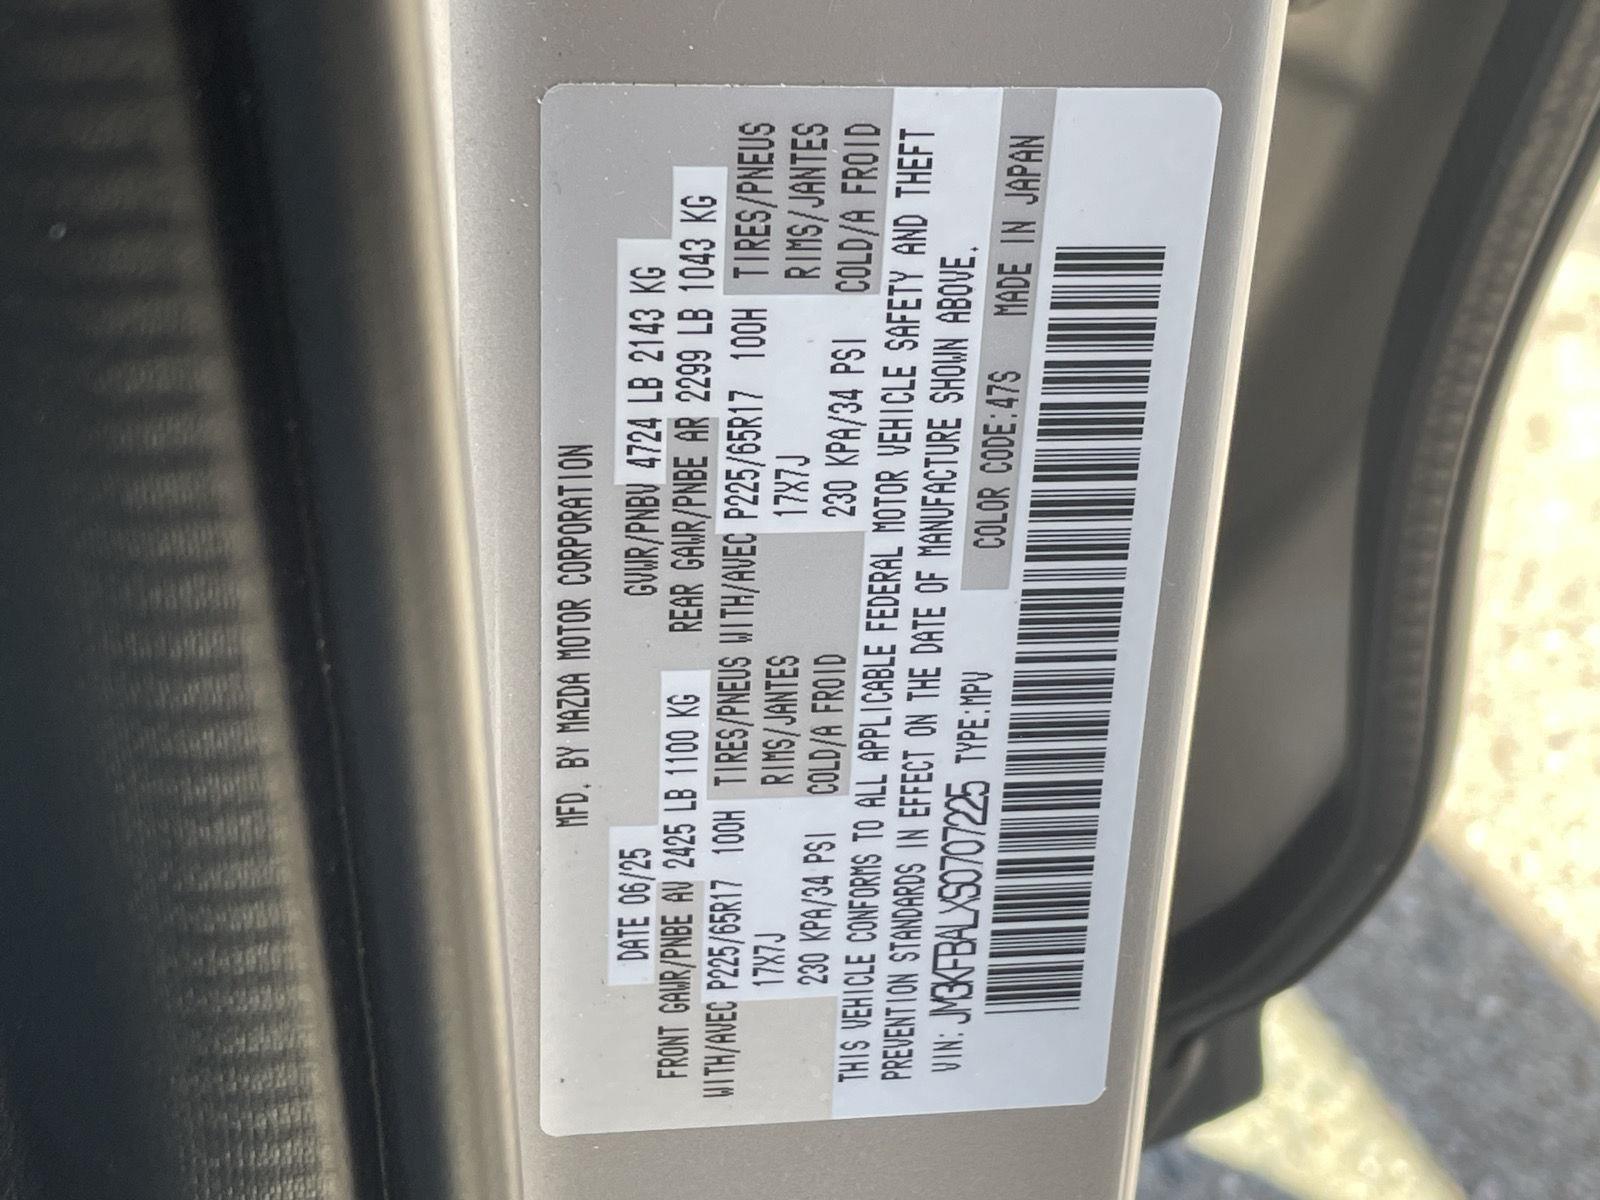 MFD. BY MAZDA MOTOR CORPORATION
DATE 06/25 GVWR/PNBV 4724 LB 2143 KG
FRONT GAWR/PNBE AV 2425 LB 1100 KG REAR GAWR/PNBE AR 2299 LB 1043 KG
WITH/AVEC P225/65R17 100H TIRES/PNEUS WITH/AVEC P225/65R17 100H TIRES/PNEUS
17X7J RIMS/JANTES 17X7J RIMS/JANTES
230 KPA/34 PSI COLD/A FROID 230 KPA/34 PSI COLD/A FROID
THIS VEHICLE CONFORMS TO ALL APPLICABLE FEDERAL MOTOR VEHICLE SAFETY AND THEFT
PREVENTION STANDARDS IN EFFECT ON THE DATE OF MANUFACTURE SHOWN ABOVE.
VIN: JM3KFBALXS0707225 TYPE:MPV COLOR CODE:47S MADE IN JAPAN